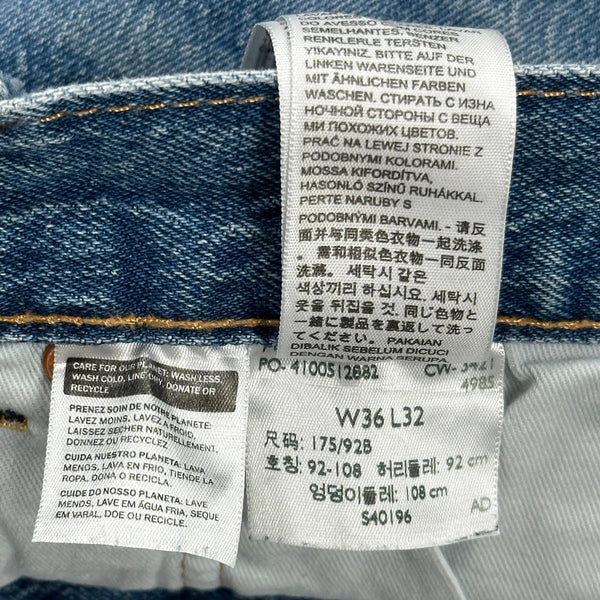 SEMELHANTES, BENZER
RENKLERLE TERSTEN
YIKAYINIZ. BITTE AUF DER
LINKEN WARENSEITE UND
MIT ÄHNLICHEN FARBEN
WASCHEN. СТИРАТЬ С ИЗНА
НОЧНОЙ СТОРОНЫ С ВЕЩА
МИ ПОХОЖИХ ЦВЕТОВ.
PRAĆ NA LEWEJ STRONIE Z
PODOBNYMI KOLORAMI.
MOSSA KIFORDÍTVA,
HASONLÓ SZÍNŰ RUHÁKKAL.
PERTE NARUBY S
PODOBNÝMI BARVAMI. - 请反
面并与同类色衣物一起洗涤
。需和相似色衣物一同反面
洗滌。세탁시 같은
색상끼리 하십시요. 세탁시
옷을 뒤집을 것. 同じ色物と
一緒に製品を裏返して洗っ
てください。PAKAIAN
DIBALIK SEBELUM DICUCI
DENGAN WARNA SERUPA
PO- 4100512882 CW-
4985
W36 L32
尺码: 175/92B
호칭: 92-108 허리둘레: 92 cm
엉덩이둘레: 108 cm
S40196
AD
CARE FOR OUR PLANET: WASH LESS,
WASH COLD, LINE DRY, DONATE OR
RECYCLE
PRENEZ SOIN DE NOTRE PLANETE:
LAVEZ MOINS, LAVEZ A FROID,
LAISSEZ SECHER NATURELLEMENT,
DONNEZ OU RECYCLEZ
CUIDA NUESTRO PLANETA: LAVA
MENOS, LAVA EN FRIO, TIENDE LA
ROPA, DONA O RECICLA.
CUIDE DO NOSSO PLANETA: LAVE
MENOS, LAVE EM ÁGUA FRIA, SEQUE
EM VARAL, DOE OU RECICLE.